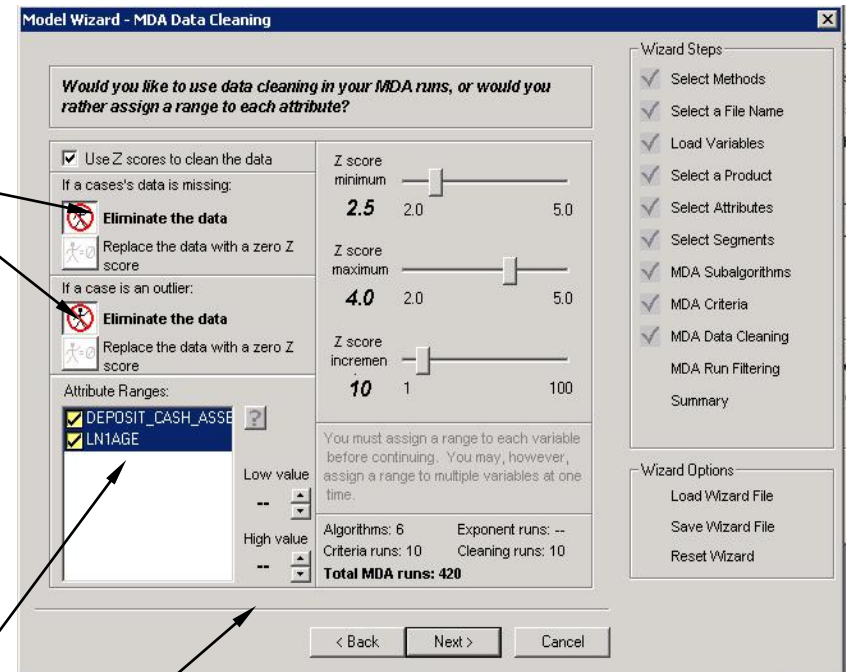 Model Wizard - MDA Data Cleaning
Would you like to use data cleaning in your MDA runs, or would you
rather assign a range to each attribute?
Use Z scores to clean the data
If a cases's data is missing:
Eliminate the data
Replace the data with a zero Z
score
If a case is an outlier:
Eliminate the data
Replace the data with a zero Z
score
Attribute Ranges:
DEPOSIT_CASH_ASSE
LN1AGE
?
Low value
--
High value
--
Z score
minimum
2.5
2.0
5.0
Z score
maximum
4.0
2.0
5.0
Z score
incremen
10
1
100
You must assign a range to each variable
before continuing. You may, however,
assign a range to multiple variables at one
time.
Algorithms: 6 Exponent runs: --
Criteria runs: 10 Cleaning runs: 10
Total MDA runs: 420
< Back
Next >
Cancel
Wizard Steps
Select Methods
Select a File Name
Load Variables
Select a Product
Select Attributes
Select Segments
MDA Subalgorithms
MDA Criteria
MDA Data Cleaning
MDA Run Filtering
Summary
Wizard Options
Load Wizard File
Save Wizard File
Reset Wizard